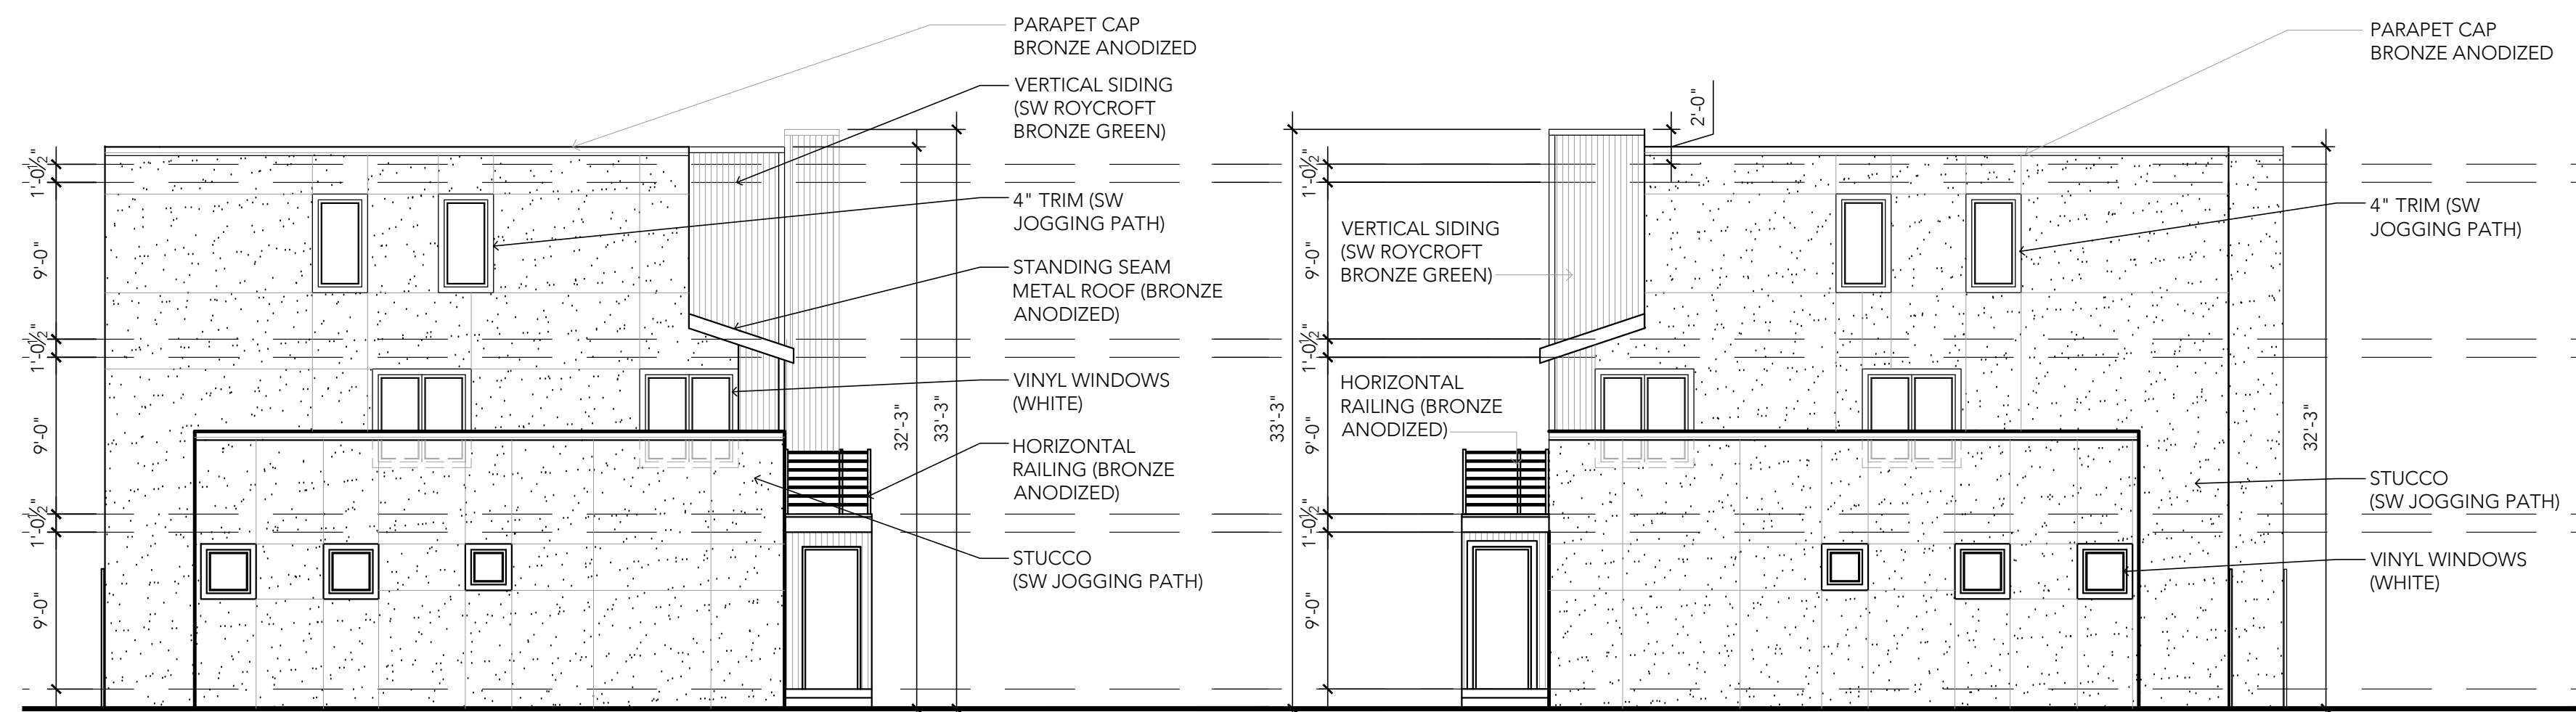 PARAPET CAP
BRONZE ANODIZED
VERTICAL SIDING
(SW ROYCROFT
BRONZE GREEN)
4" TRIM (SW
JOGGING PATH)
STANDING SEAM
METAL ROOF (BRONZE
ANODIZED)
VINYL WINDOWS
(WHITE)
HORIZONTAL
RAILING (BRONZE
ANODIZED)
STUCCO
(SW JOGGING PATH)
1'-0½"
9'-0"
1'-0½"
9'-0"
1'-0½"
9'-0"
32'-3"
33'-3"
33'-3"
1'-0½"
9'-0"
1'-0½"
9'-0"
1'-0½"
9'-0"
2'-0"
VERTICAL SIDING
(SW ROYCROFT
BRONZE GREEN)
HORIZONTAL
RAILING (BRONZE
ANODIZED)
32'-3"
PARAPET CAP
BRONZE ANODIZED
4" TRIM (SW
JOGGING PATH)
STUCCO
(SW JOGGING PATH)
VINYL WINDOWS
(WHITE)